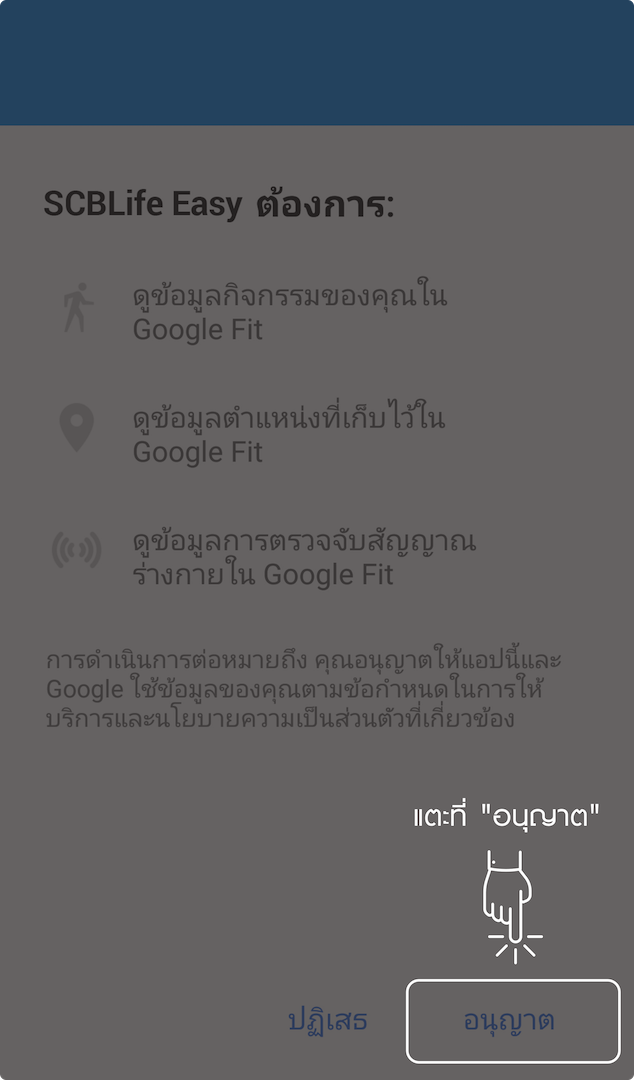 SCBLife Easy ต้องการ:
ดูข้อมูลกิจกรรมของคุณใน
Google Fit
ดูข้อมูลตำแหน่งที่เก็บไว้ใน
Google Fit
ดูข้อมูลการตรวจจับสัญญาณ
ร่างกายใน Google Fit
การดำเนินการต่อหมายถึง คุณอนุญาตให้แอปนี้และ
Google ใช้ข้อมูลของคุณตามข้อกำหนดในการให้
บริการและนโยบายความเป็นส่วนตัวที่เกี่ยวข้อง
แตะที่ "อนุญาต"
ปฏิเสธ อนุญาต